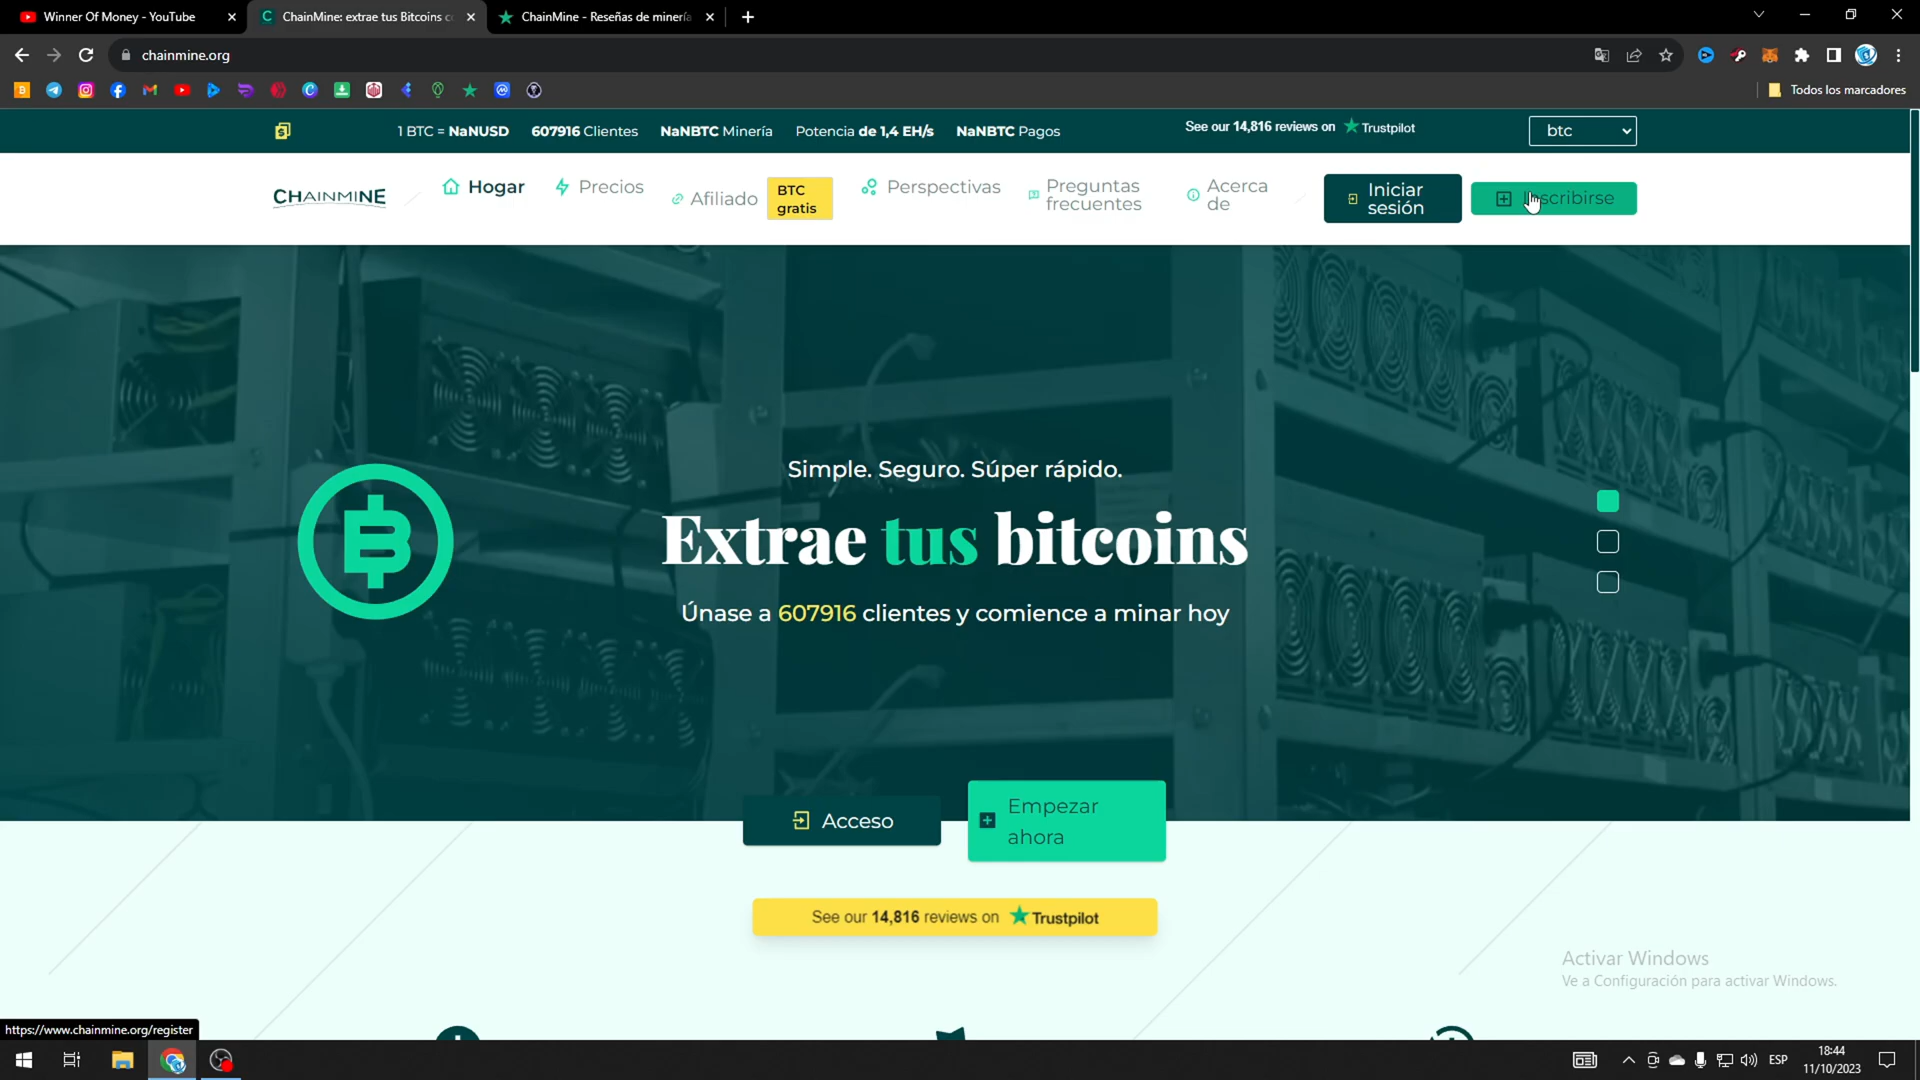 Winner Of Money - YouTube
ChainMine: extrae tus Bitcoins co
ChainMine - Reseñas de minería
chainmine.org
Todos los marcadores
1 BTC = NaNUSD
607916 Clientes
NaNBTC Minería
Potencia de 1,4 EH/s
NaNBTC Pagos
See our 14,816 reviews on Trustpilot
btc
CHAINMINE
Hogar
Precios
Afiliado
BTC
gratis
Perspectivas
Preguntas
frecuentes
Acerca
de
Iniciar
sesión
Inscribirse
Simple. Seguro. Súper rápido.
Extrae tus bitcoins
Únase a 607916 clientes y comience a minar hoy
Acceso
Empezar
ahora
See our 14,816 reviews on Trustpilot
Activar Windows
Ve a Configuración para activar Windows.
https://www.chainmine.org/register
ESP
18:44
11/10/2023